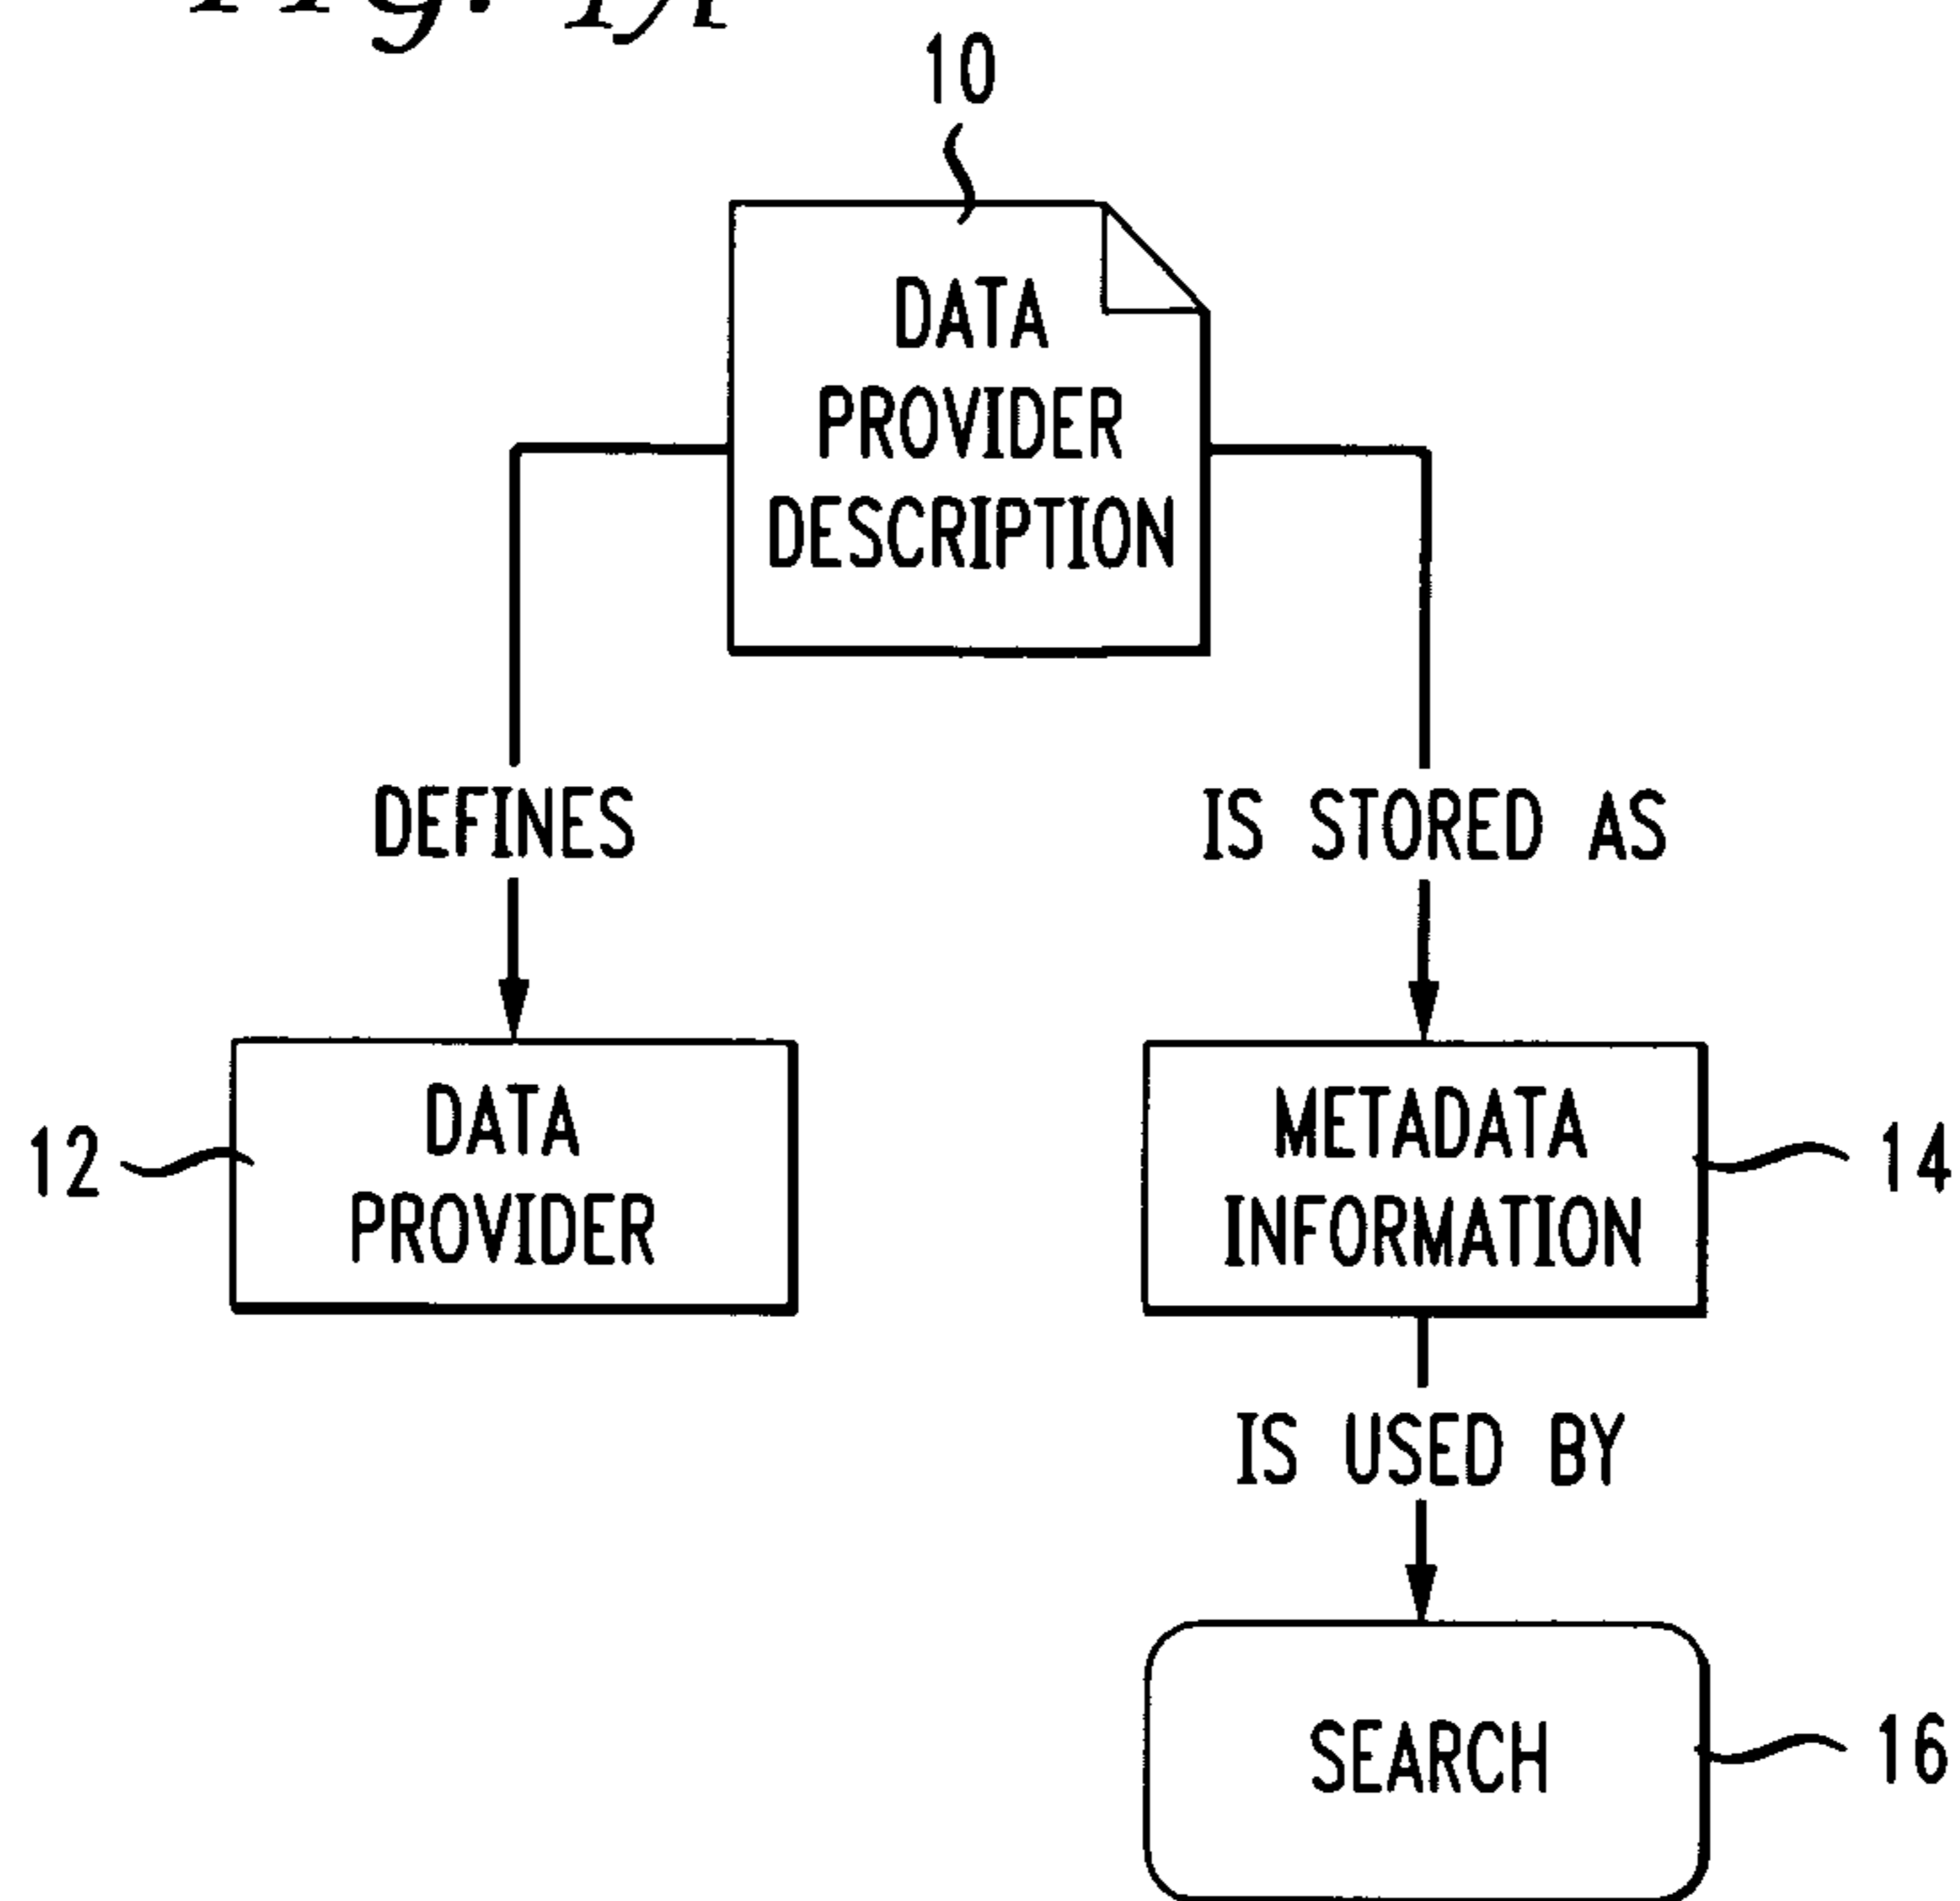 10
DATA
PROVIDER
DESCRIPTION
DEFINES
IS STORED AS
12
DATA
PROVIDER
METADATA
INFORMATION
14
IS USED BY
SEARCH
16